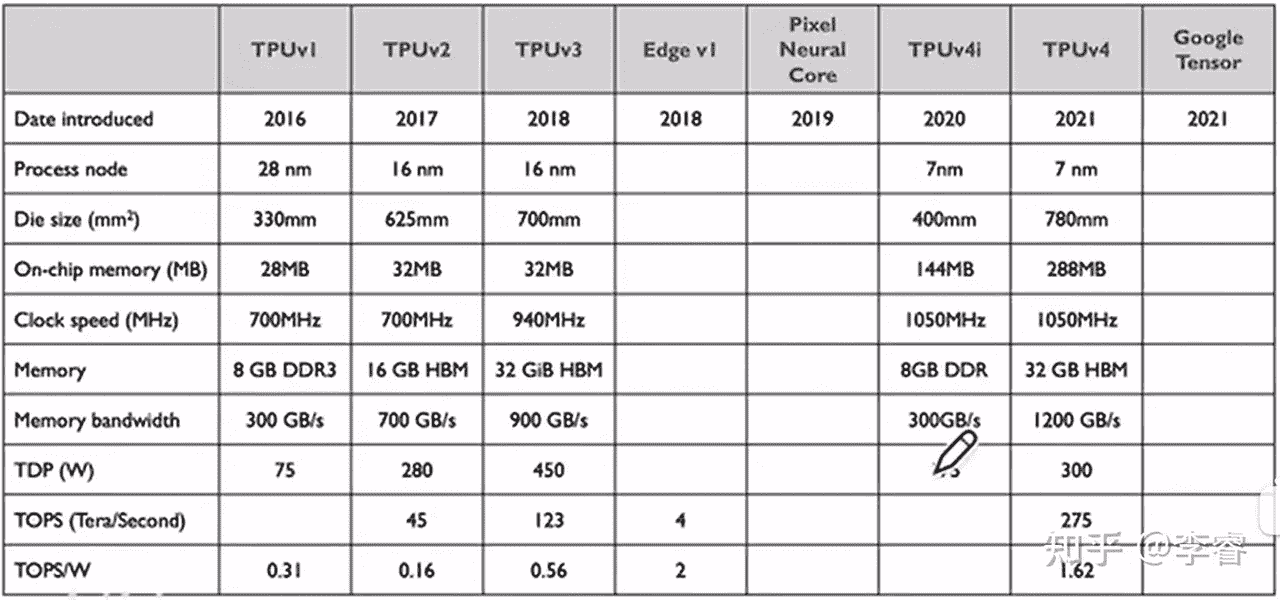 TPUv1 TPUv2 TPUv3 Edge v1 Pixel Neural Core TPUv4i TPUv4 Google Tensor
Date introduced 2016 2017 2018 2018 2019 2020 2021 2021
Process node 28 nm 16 nm 16 nm 7nm 7 nm
Die size (mm²) 330mm 625mm 700mm 400mm 780mm
On-chip memory (MB) 28MB 32MB 32MB 144MB 288MB
Clock speed (MHz) 700MHz 700MHz 940MHz 1050MHz 1050MHz
Memory 8 GB DDR3 16 GB HBM 32 GiB HBM 8GB DDR 32 GB HBM
Memory bandwidth 300 GB/s 700 GB/s 900 GB/s 300GB/s 1200 GB/s
TDP (W) 75 280 450 300
TOPS (Tera/Second) 45 123 4 275
TOPS/W 0.31 0.16 0.56 2 1.62
知乎 @李睿